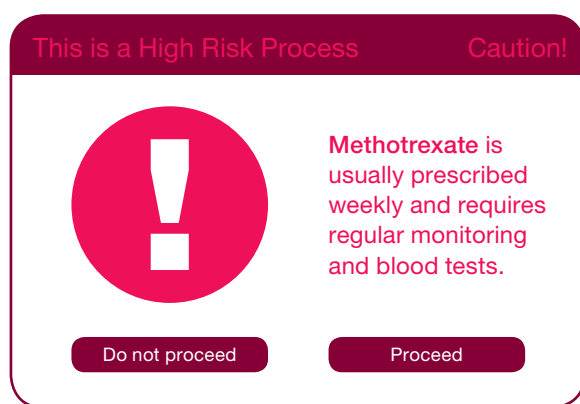 This is a High Risk Process Caution!
!
Methotrexate is
usually prescribed
weekly and requires
regular monitoring
and blood tests.
Do not proceed Proceed